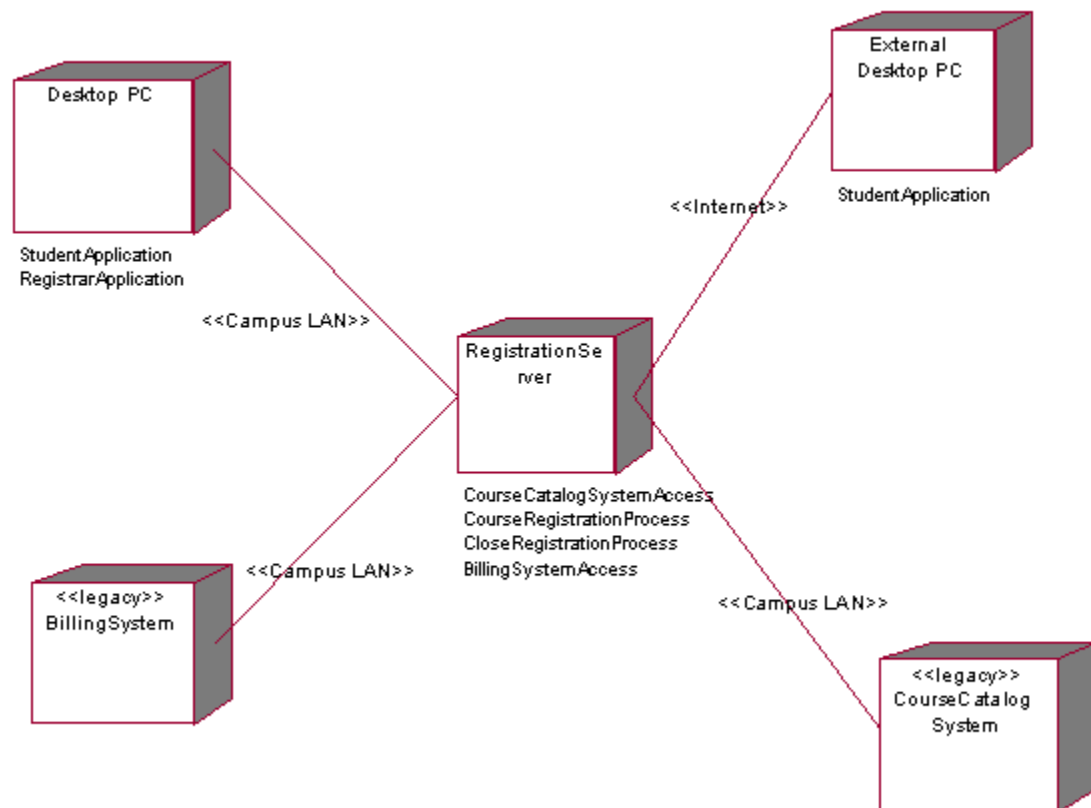 External
Desktop PC
Desktop PC
StudentApplication
<<Internet>>
StudentApplication
RegistrarApplication
<<Campus LAN>>
RegistrationSe
rver
CourseCatalogSystemAccess
CourseRegistrationProcess
CloseRegistrationProcess
BillingSystemAccess
<<Campus LAN>>
<<legacy>>
BillingSystem
<<Campus LAN>>
<<legacy>>
CourseCatalog
System